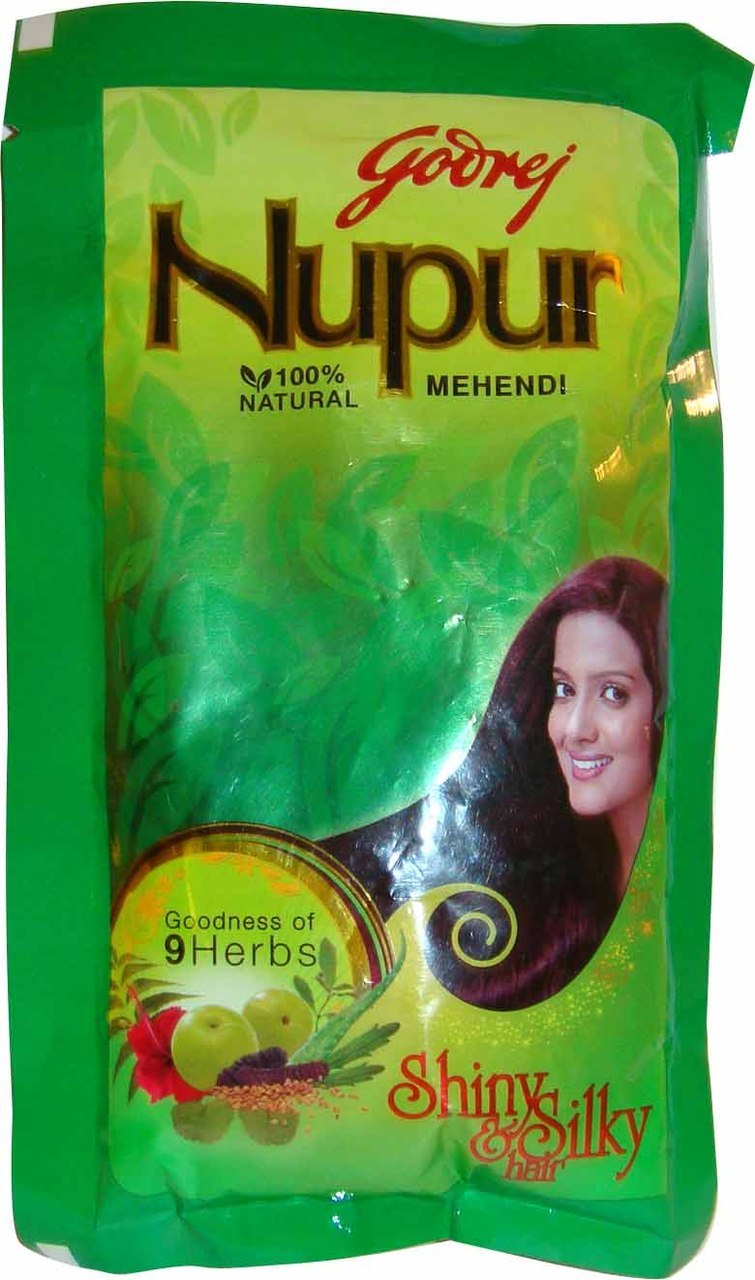 Godrej
Nupur
100%
NATURAL
MEHENDI
Goodness of
9Herbs
Shiny
& Silky
hair